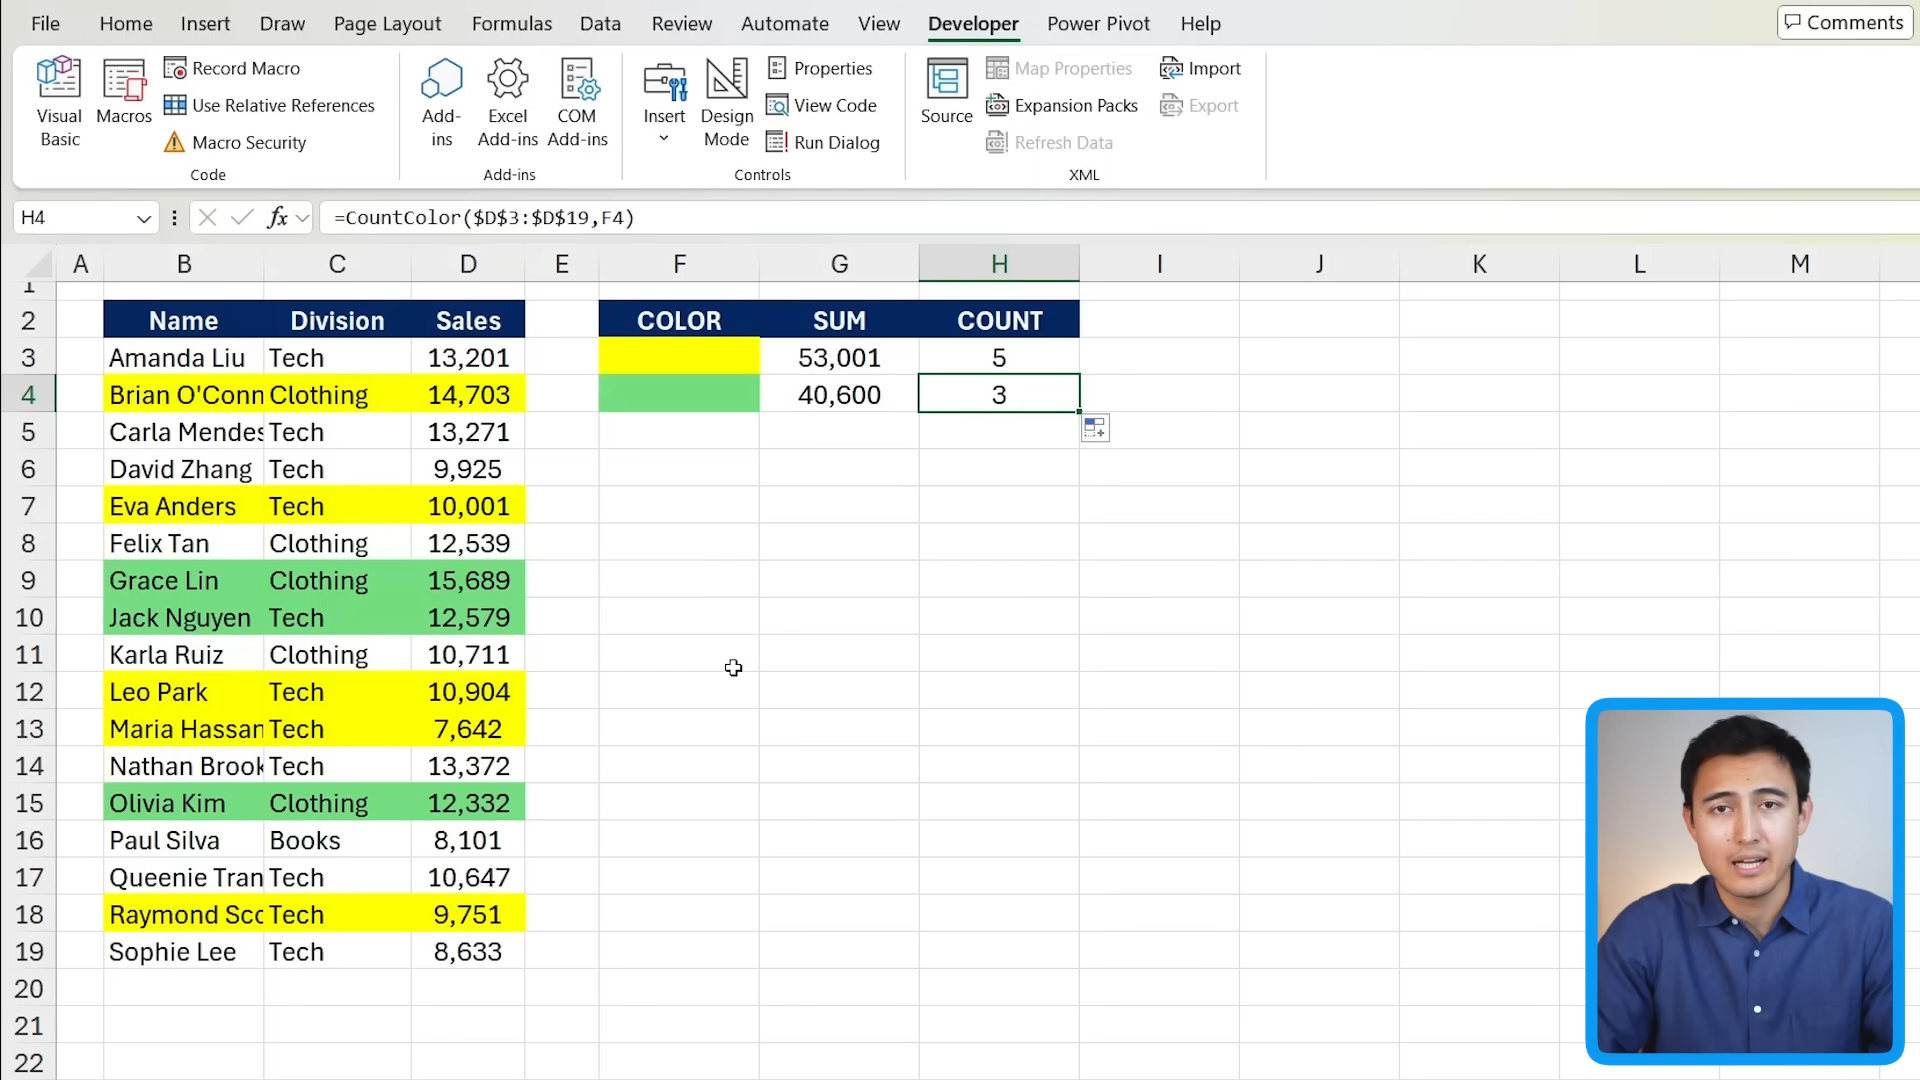 File Home Insert Draw Page Layout Formulas Data Review View Automate Developer Power Pivot Help Comments
Visual Basic
Macros
Record Macro
Use Relative References
Macro Security
Code
Add-ins
Excel Add-ins
COM Add-ins
Add-ins
Insert
Design Mode
Properties
View Code
Run Dialog
Controls
Source
Map Properties
Expansion Packs
Refresh Data
Import
Export
XML
H4 fx =CountColor($D$3:$D$19,F4)
A B C D E F G H I J K L M
1
2 Name Division Sales COLOR SUM COUNT
3 Amanda Liu Tech 13,201 53,001 5
4 Brian O'Conn Clothing 14,703 40,600 3
5 Carla Mendes Tech 13,271
6 David Zhang Tech 9,925
7 Eva Anders Tech 10,001
8 Felix Tan Clothing 12,539
9 Grace Lin Clothing 15,689
10 Jack Nguyen Tech 12,579
11 Karla Ruiz Clothing 10,711
12 Leo Park Tech 10,904
13 Maria Hassan Tech 7,642
14 Nathan Brook Tech 13,372
15 Olivia Kim Clothing 12,332
16 Paul Silva Books 8,101
17 Queenie Tran Tech 10,647
18 Raymond Sco Tech 9,751
19 Sophie Lee Tech 8,633
20
21
22